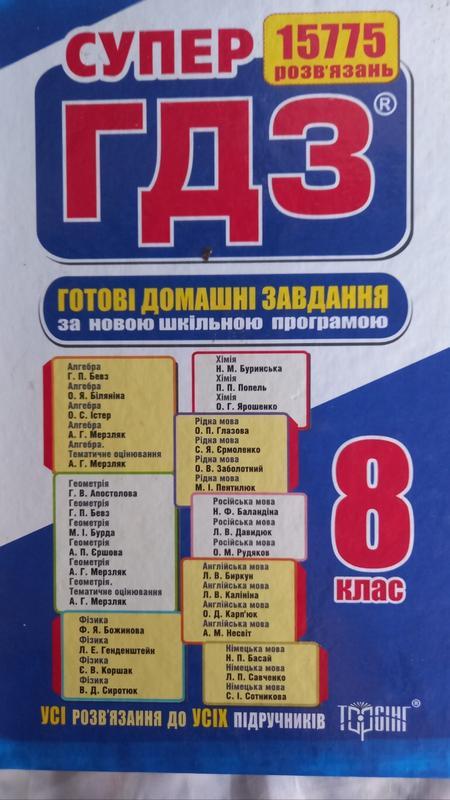 СУПЕР
15775
розв'язань
ГДЗ®
ГОТОВІ ДОМАШНІ ЗАВДАННЯ
за новою шкільною програмою
Алгебра
Г. П. Бевз
Алгебра
О. Я. Біляніна
Алгебра
О. С. Істер
Алгебра
А. Г. Мерзляк
Алгебра.
Тематичне оцінювання
А. Г. Мерзляк
Хімія
Н. М. Буринська
Хімія
П. П. Попель
Хімія
О. Г. Ярошенко
Рідна мова
О. П. Глазова
Рідна мова
С. Я. Єрмоленко
Рідна мова
О. В. Заболотний
Рідна мова
М. І. Пентилюк
Геометрія
Г. В. Апостолова
Геометрія
Г. П. Бевз
Геометрія
М. І. Бурда
Геометрія
А. П. Єршова
Геометрія
А. Г. Мерзляк
Геометрія.
Тематичне оцінювання
А. Г. Мерзляк
Російська мова
Н. Ф. Баландіна
Російська мова
Л. В. Давидюк
Російська мова
О. М. Рудяков
Англійська мова
Л. В. Биркун
Англійська мова
Л. В. Калініна
Англійська мова
О. Д. Карп'юк
Англійська мова
А. М. Несвіт
Фізика
Ф. Я. Божинова
Фізика
Л. Е. Генденштейн
Фізика
Є. В. Коршак
Фізика
В. Д. Сиротюк
Німецька мова
Н. П. Басай
Німецька мова
Л. П. Савченко
Німецька мова
С. І. Сотникова
8
клас
УСІ РОЗВ'ЯЗАННЯ ДО УСІХ ПІДРУЧНИКІВ
ТОРСІНГ®